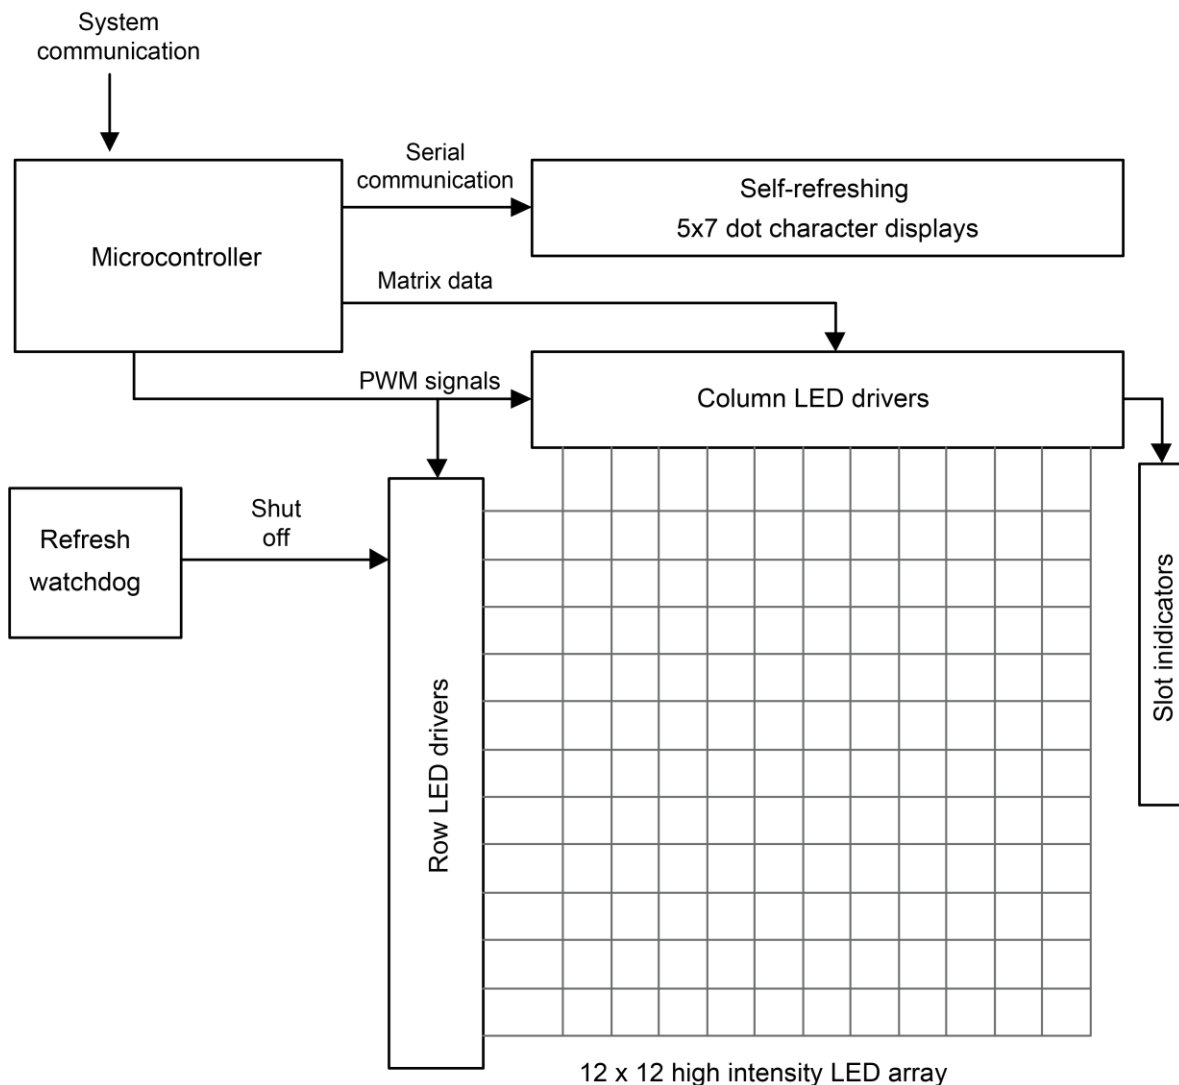 System
communication
Serial
communication
Self-refreshing
5x7 dot character displays
Microcontroller
Matrix data
PWM signals
Column LED drivers
Shut
off
Refresh
watchdog
Row LED drivers
Slot inidicators
12 x 12 high intensity LED array